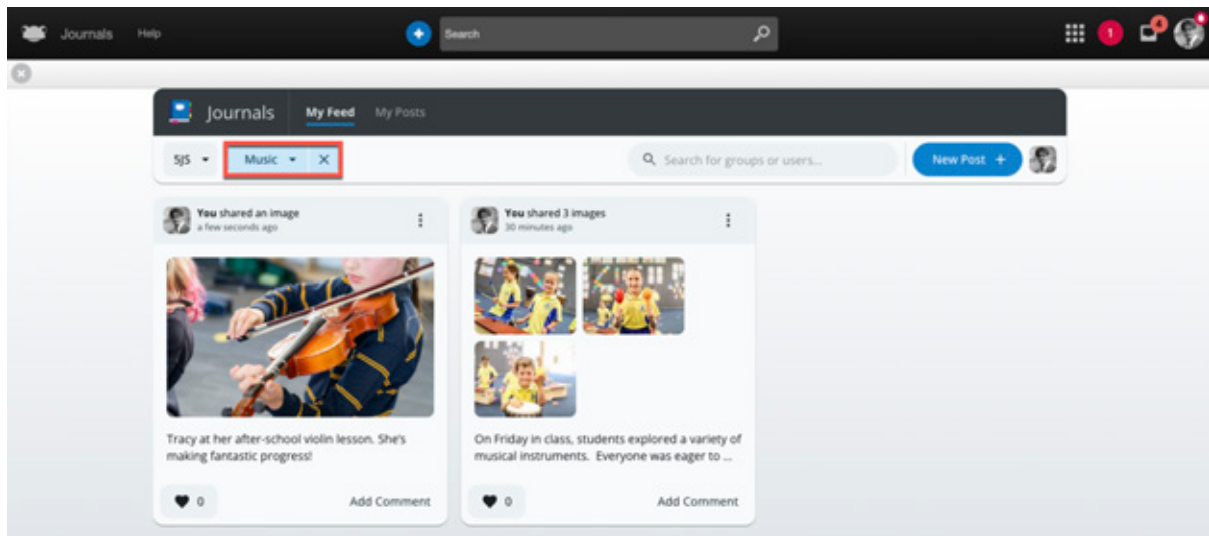 Journals Help Search 1 4
Journals My Feed My Posts
5JS Music Search for groups or users... New Post +
You shared an image
a few seconds ago
Tracy at her after-school violin lesson. She's
making fantastic progress!
0 Add Comment
You shared 3 images
30 minutes ago
On Friday in class, students explored a variety of
musical instruments. Everyone was eager to ...
0 Add Comment